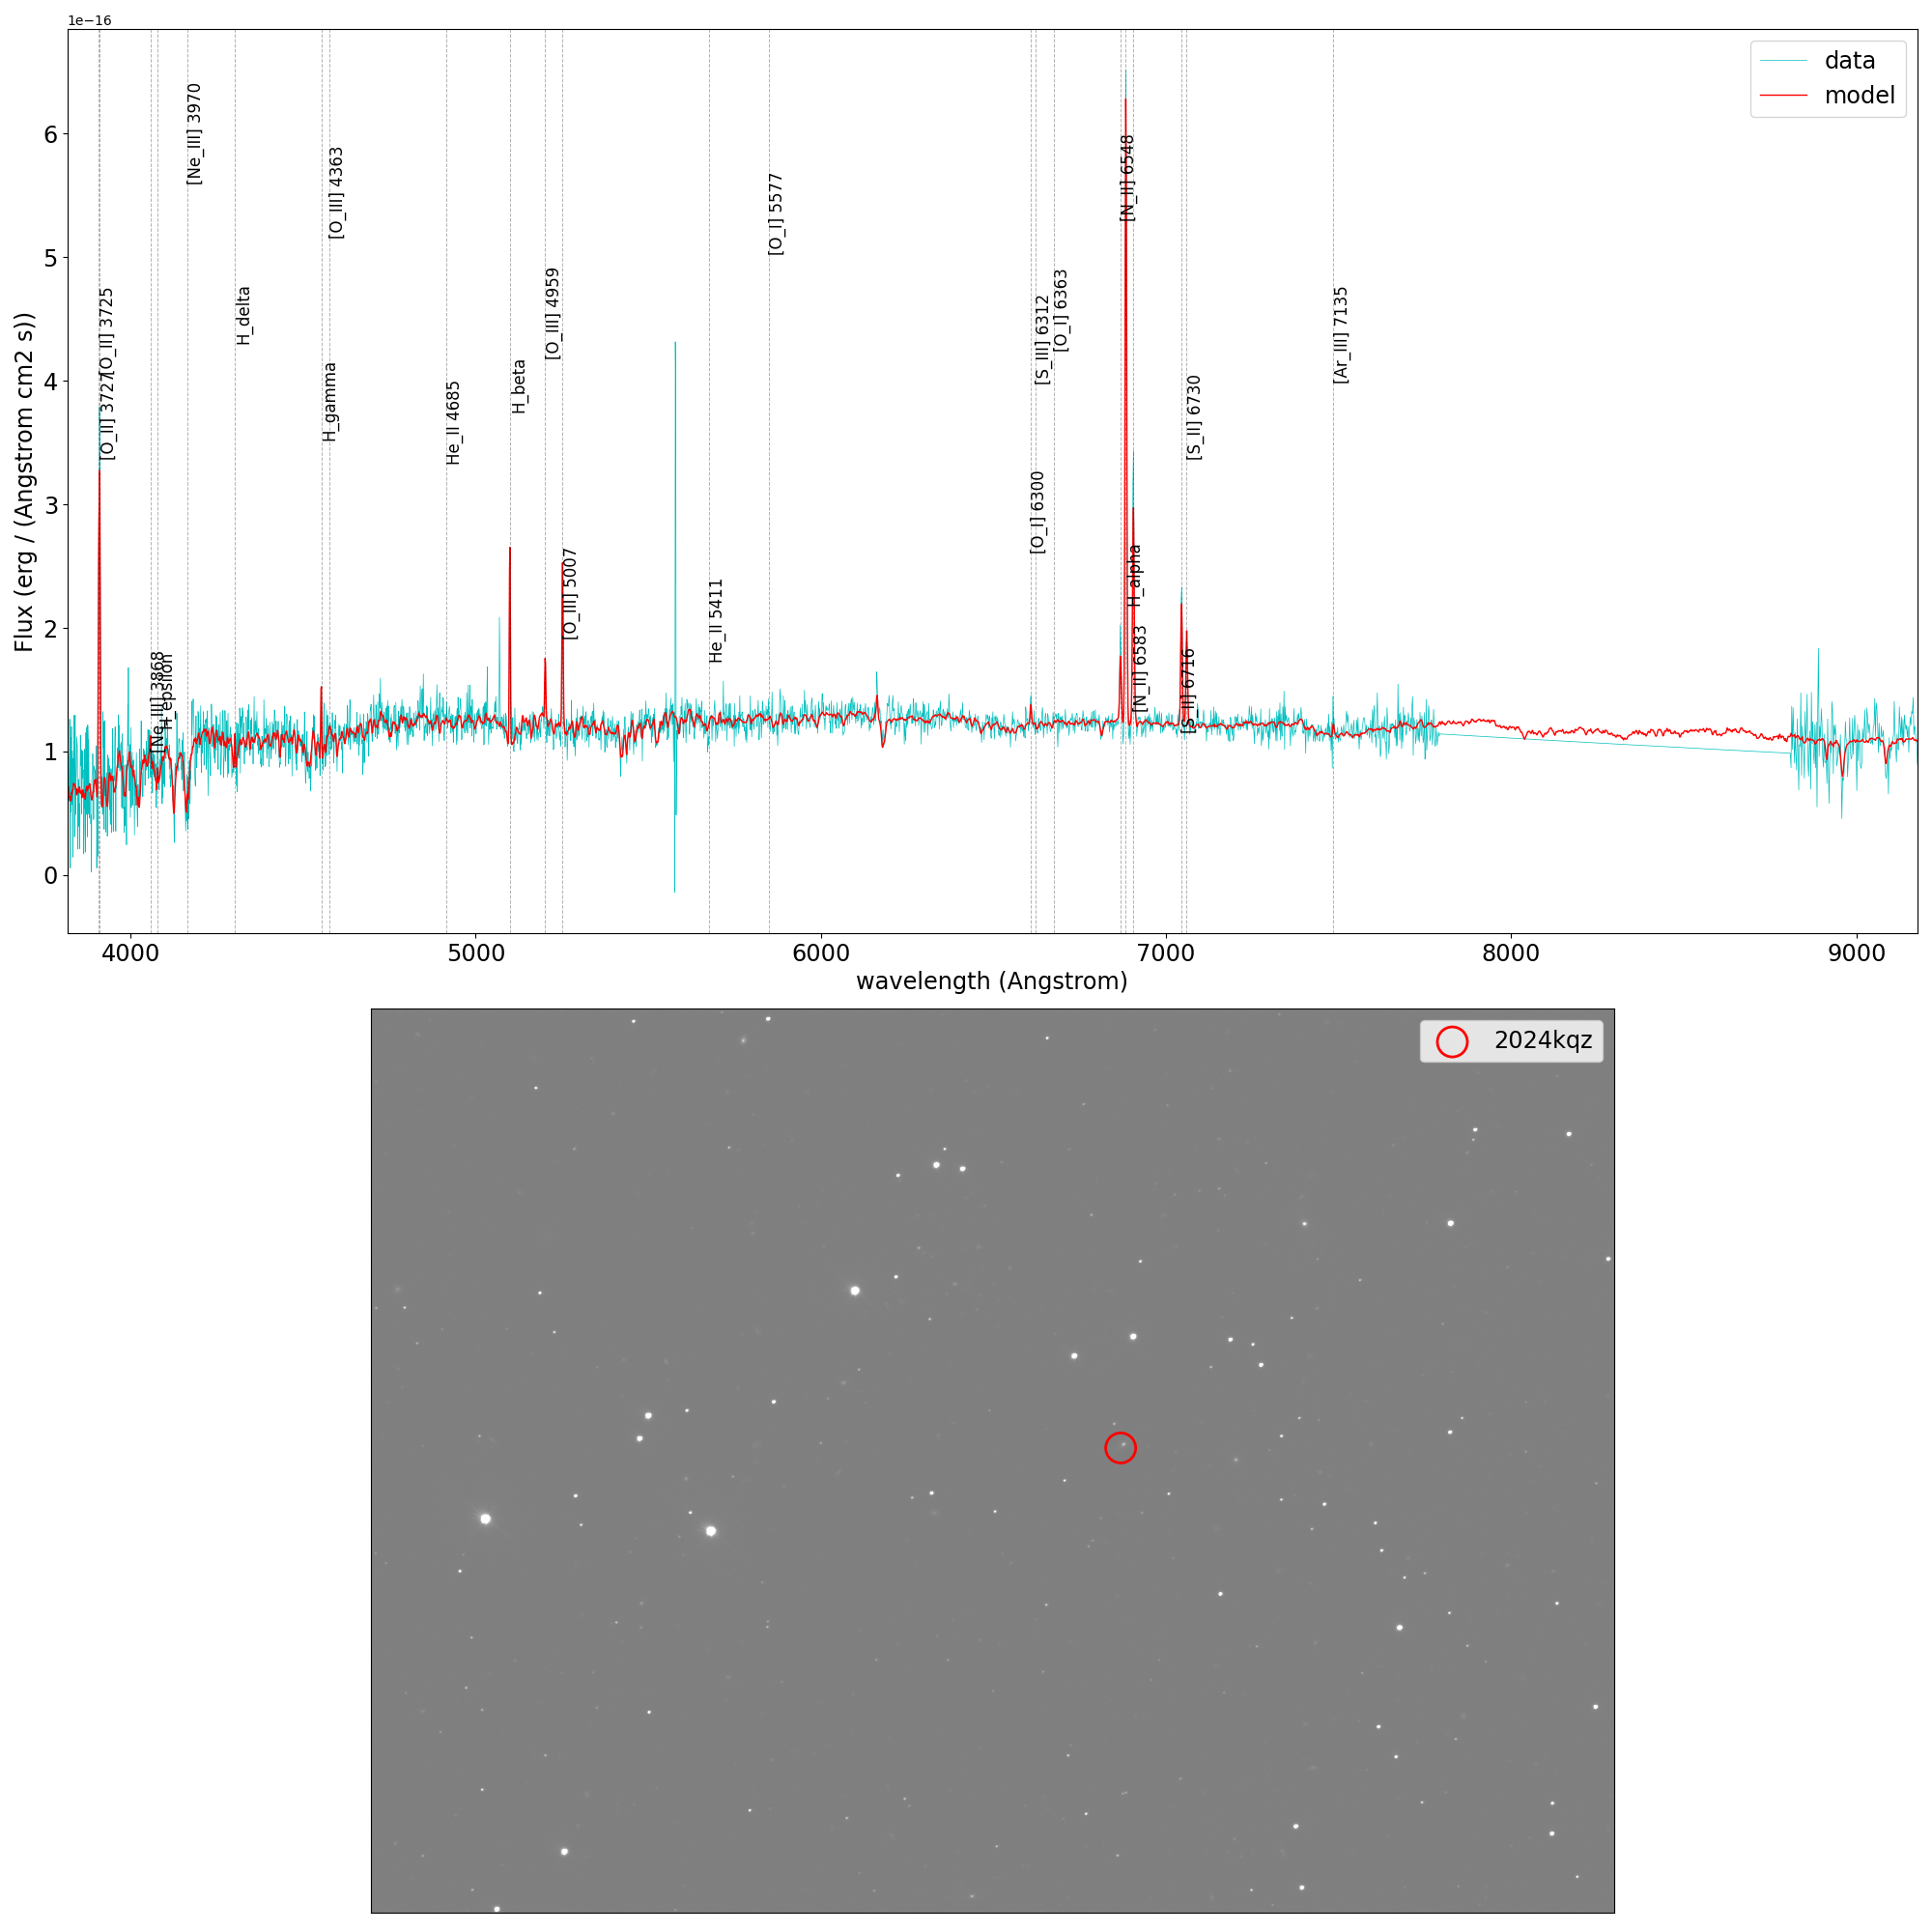 1e−16
data
model
Flux (erg / (Angstrom cm2 s))
6
5
4
3
2
1
0
[O_II] 3725
[O_II] 3727
[Ne_III] 3868
H_epsilon
[Ne_III] 3970
H_delta
H_gamma
[O_III] 4363
He_II 4685
H_beta
[O_III] 4959
[O_III] 5007
He_II 5411
[O_I] 5577
[O_I] 6300
[S_III] 6312
[O_I] 6363
[N_II] 6548
H_alpha
[N_II] 6583
[S_II] 6716
[S_II] 6730
[Ar_III] 7135
4000
5000
6000
7000
8000
9000
wavelength (Angstrom)
2024kqz